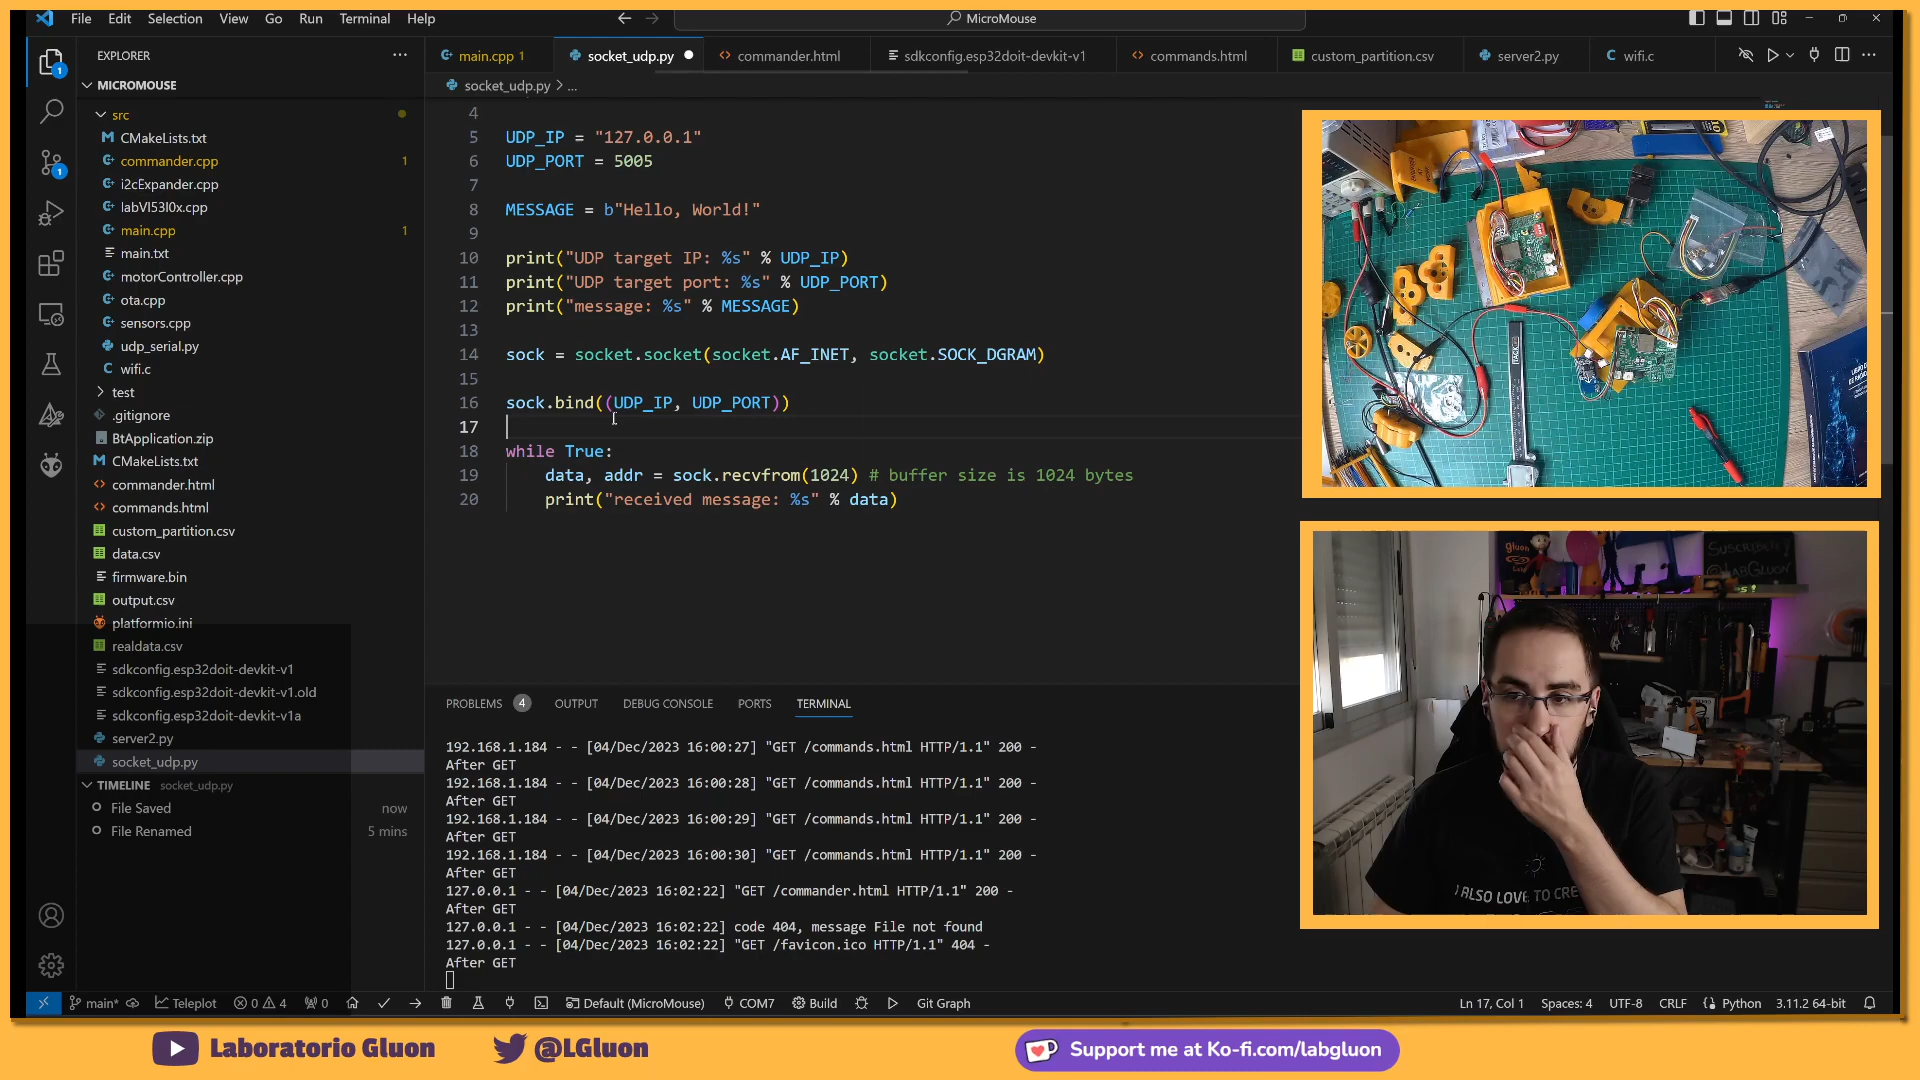 File Edit Selection View Go Run Terminal Help
MicroMouse
EXPLORER
MICROMOUSE
src
CMakeLists.txt
commander.cpp 1
i2cExpander.cpp
labVl53l0x.cpp
main.cpp 1
main.txt
motorController.cpp
ota.cpp
sensors.cpp
udp_serial.py
wifi.c
test
.gitignore
BtApplication.zip
CMakeLists.txt
commander.html
commands.html
custom_partition.csv
data.csv
firmware.bin
output.csv
platformio.ini
realdata.csv
sdkconfig.esp32doit-devkit-v1
sdkconfig.esp32doit-devkit-v1.old
sdkconfig.esp32doit-devkit-v1a
server2.py
socket_udp.py
TIMELINE socket_udp.py
File Saved now
File Renamed 5 mins
main.cpp 1 socket_udp.py commander.html sdkconfig.esp32doit-devkit-v1 commands.html custom_partition.csv server2.py wifi.c
socket_udp.py > ...
4
5 UDP_IP = "127.0.0.1"
6 UDP_PORT = 5005
7
8 MESSAGE = b"Hello, World!"
9
10 print("UDP target IP: %s" % UDP_IP)
11 print("UDP target port: %s" % UDP_PORT)
12 print("message: %s" % MESSAGE)
13
14 sock = socket.socket(socket.AF_INET, socket.SOCK_DGRAM)
15
16 sock.bind((UDP_IP, UDP_PORT))
17
18 while True:
19 data, addr = sock.recvfrom(1024) # buffer size is 1024 bytes
20 print("received message: %s" % data)
PROBLEMS 4 OUTPUT DEBUG CONSOLE PORTS TERMINAL
192.168.1.184 - - [04/Dec/2023 16:00:27] "GET /commands.html HTTP/1.1" 200 -
After GET
192.168.1.184 - - [04/Dec/2023 16:00:28] "GET /commands.html HTTP/1.1" 200 -
After GET
192.168.1.184 - - [04/Dec/2023 16:00:29] "GET /commands.html HTTP/1.1" 200 -
After GET
192.168.1.184 - - [04/Dec/2023 16:00:30] "GET /commands.html HTTP/1.1" 200 -
After GET
127.0.0.1 - - [04/Dec/2023 16:02:22] "GET /commander.html HTTP/1.1" 200 -
After GET
127.0.0.1 - - [04/Dec/2023 16:02:22] code 404, message File not found
127.0.0.1 - - [04/Dec/2023 16:02:22] "GET /favicon.ico HTTP/1.1" 404 -
After GET
gluon
SUSCRIBE!
@LABGLUON
I ALSO LOVE TO CRE
main* Teleplot 0 4 0 Default (MicroMouse) COM7 Build Git Graph Ln 17, Col 1 Spaces: 4 UTF-8 CRLF Python 3.11.2 64-bit
Laboratorio Gluon
@LGluon
Support me at Ko-fi.com/labgluon